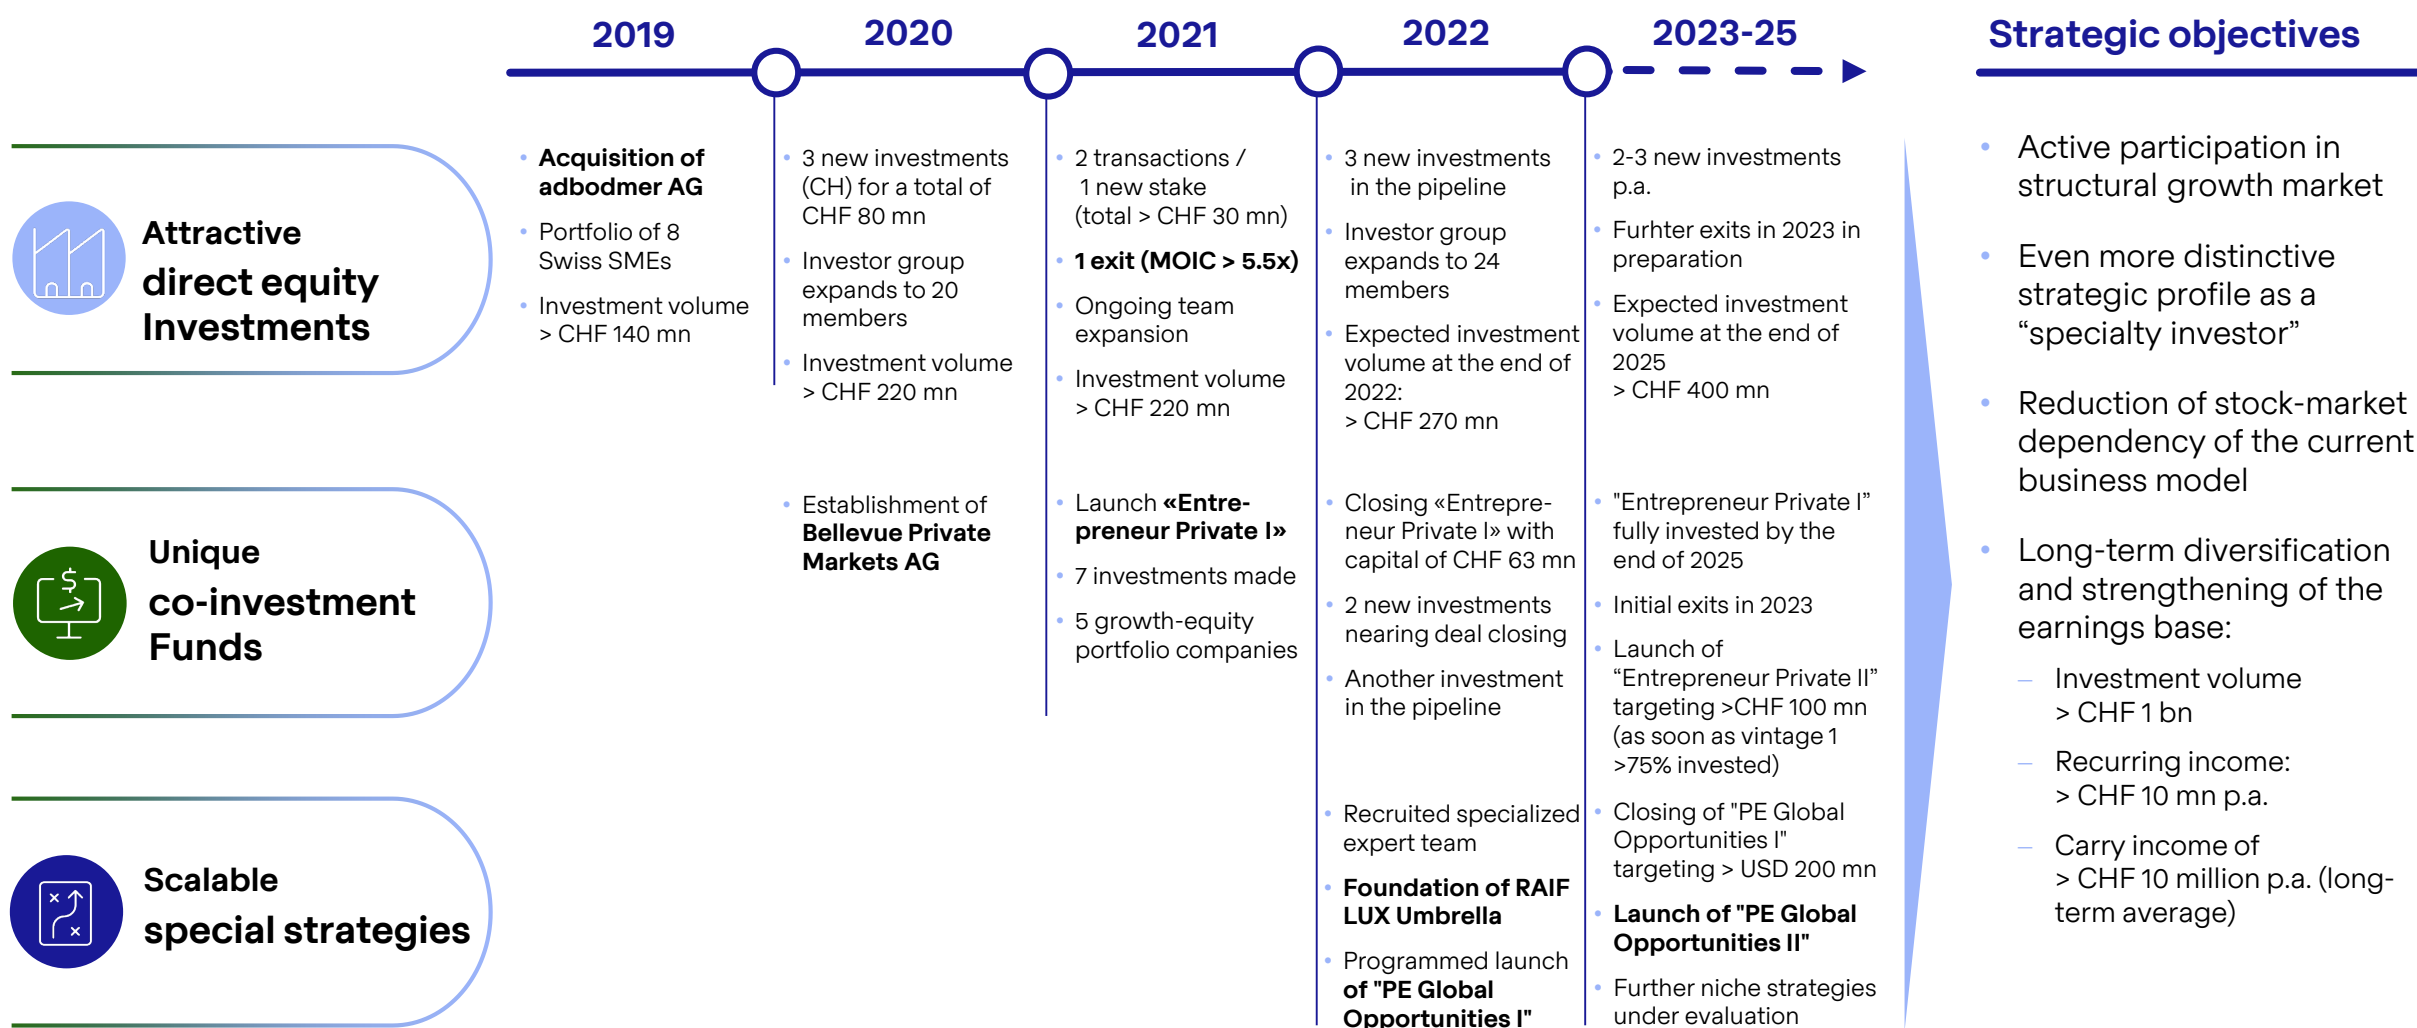 2019
2020
2021
2022
2023-25
Strategic objectives
Attractive
direct equity
Investments
• Acquisition of
adbodmer AG
• Portfolio of 8
Swiss SMEs
• Investment volume
> CHF 140 mn
• 3 new investments
(CH) for a total of
CHF 80 mn
• Investor group
expands to 20
members
• Investment volume
> CHF 220 mn
• 2 transactions /
1 new stake
(total > CHF 30 mn)
• 1 exit (MOIC > 5.5x)
• Ongoing team
expansion
• Investment volume
> CHF 220 mn
• 3 new investments
in the pipeline
• Investor group
expands to 24
members
• Expected investment
volume at the end of
2022:
> CHF 270 mn
• 2-3 new investments
p.a.
• Furhter exits in 2023 in
preparation
• Expected investment
volume at the end of
2025
> CHF 400 mn
Unique
co-investment
Funds
• Establishment of
Bellevue Private
Markets AG
• Launch «Entre-
preneur Private I»
• 7 investments made
• 5 growth-equity
portfolio companies
• Closing «Entrepre-
neur Private I» with
capital of CHF 63 mn
• 2 new investments
nearing deal closing
• Another investment
in the pipeline
• "Entrepreneur Private I”
fully invested by the
end of 2025
• Initial exits in 2023
• Launch of
“Entrepreneur Private II”
targeting >CHF 100 mn
(as soon as vintage 1
>75% invested)
Scalable
special strategies
• Recruited specialized
expert team
• Foundation of RAIF
LUX Umbrella
• Programmed launch
of "PE Global
Opportunities I"
• Closing of "PE Global
Opportunities I"
targeting > USD 200 mn
• Launch of "PE Global
Opportunities II"
• Further niche strategies
under evaluation
• Active participation in
structural growth market
• Even more distinctive
strategic profile as a
“specialty investor”
• Reduction of stock-market
dependency of the current
business model
• Long-term diversification
and strengthening of the
earnings base:
– Investment volume
> CHF 1 bn
– Recurring income:
> CHF 10 mn p.a.
– Carry income of
> CHF 10 million p.a. (long-
term average)